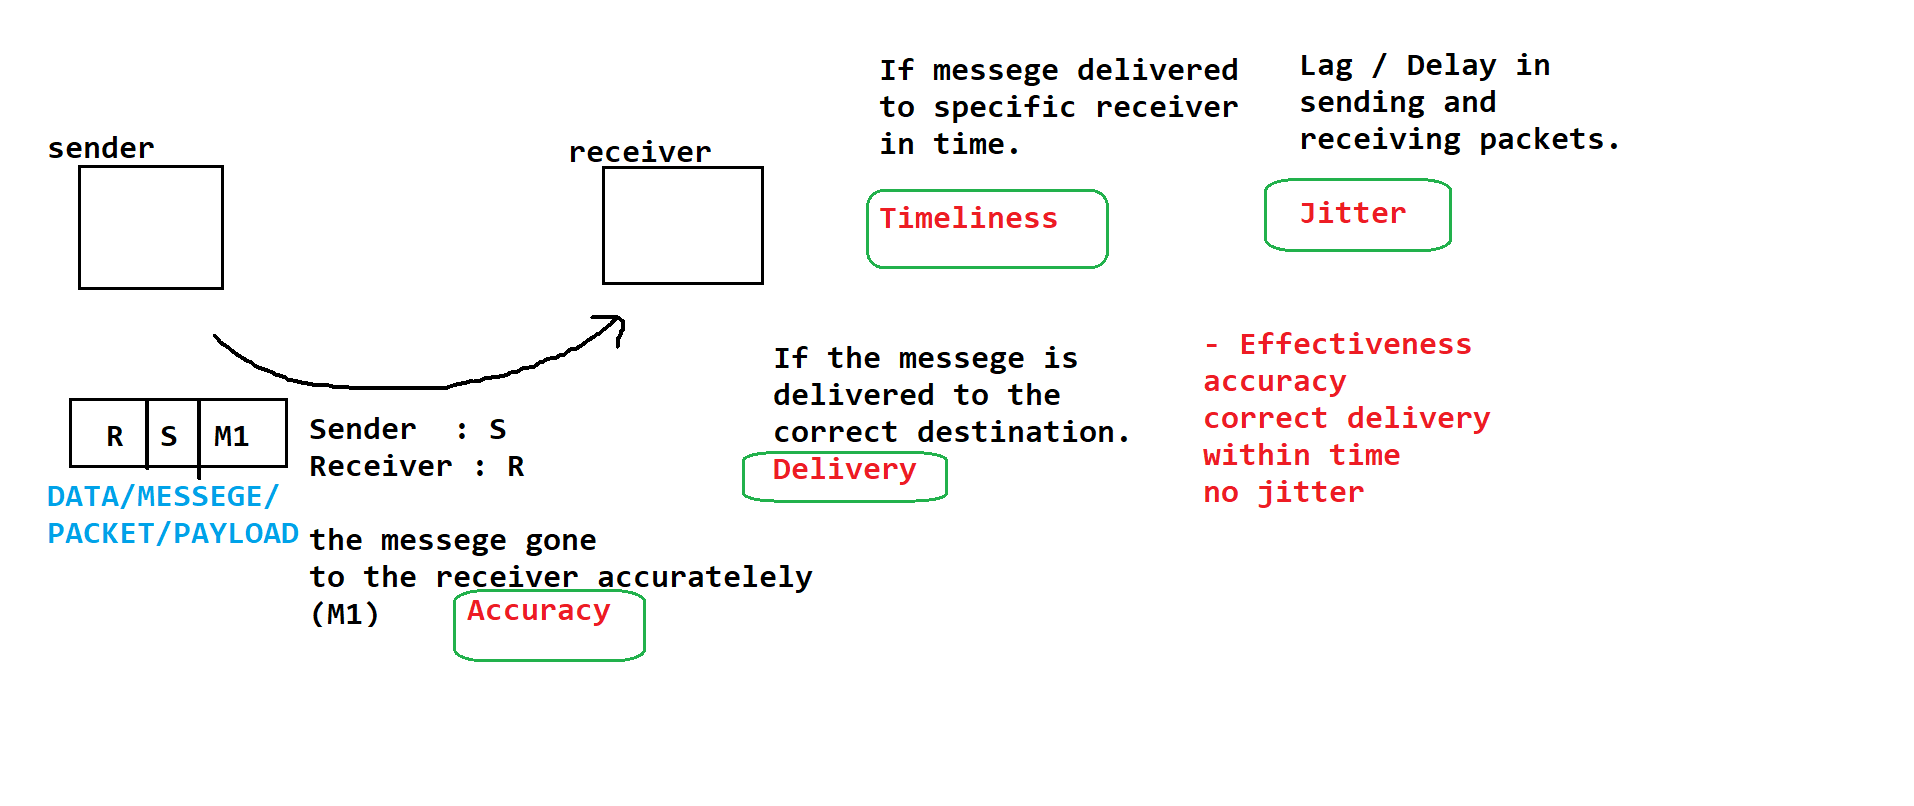 sender
receiver
If messege delivered
to specific receiver
in time.
Timeliness
Lag / Delay in
sending and
receiving packets.
Jitter
R S M1
DATA/MESSEGE/
PACKET/PAYLOAD
Sender  : S
Receiver : R
the messege gone
to the receiver accuratelely
(M1)
Accuracy
If the messege is
delivered to the
correct destination.
Delivery
- Effectiveness
accuracy
correct delivery
within time
no jitter